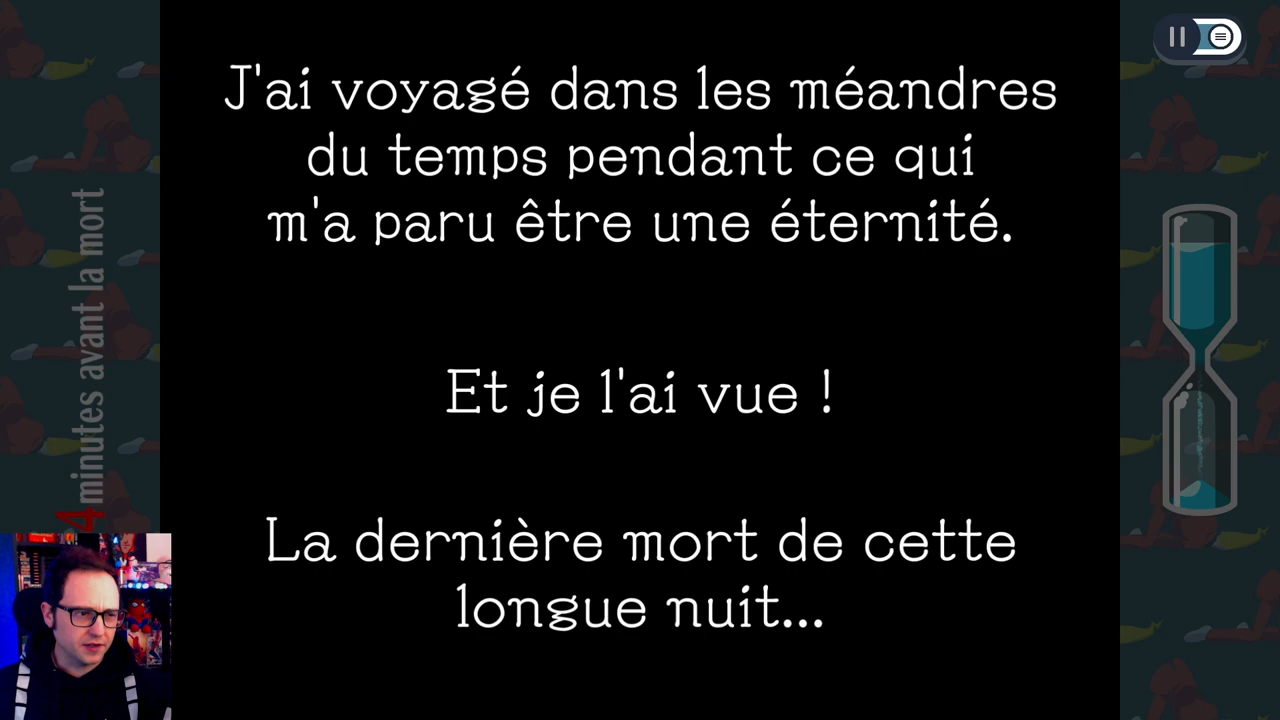 J'ai voyagé dans les méandres
du temps pendant ce qui
m'a paru être une éternité.
Et je l'ai vue !
La dernière mort de cette
longue nuit...
4 minutes avant la mort